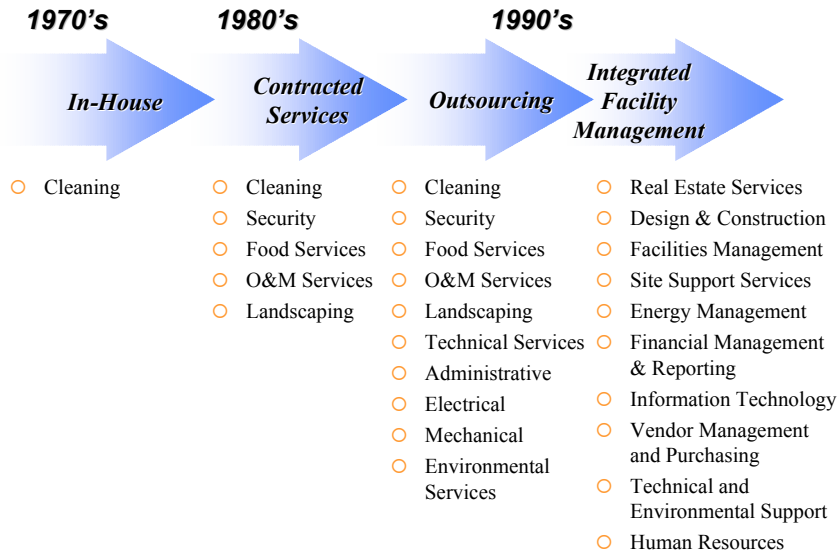 1970's
1980's
1990's
In-House
Contracted
Services
Outsourcing
Integrated
Facility
Management
Cleaning
Cleaning
Security
Food Services
O&M Services
Landscaping
Cleaning
Security
Food Services
O&M Services
Landscaping
Technical Services
Administrative
Electrical
Mechanical
Environmental
Services
Real Estate Services
Design & Construction
Facilities Management
Site Support Services
Energy Management
Financial Management
& Reporting
Information Technology
Vendor Management
and Purchasing
Technical and
Environmental Support
Human Resources